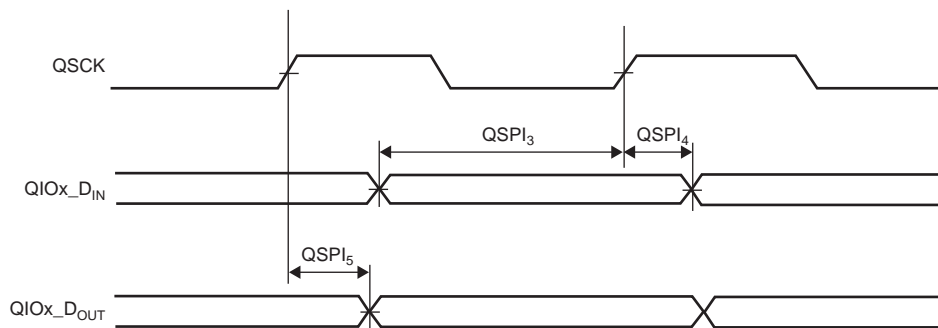 QSCK
QSPI₃ QSPI₄
QIOx_DIN
QSPI₅
QIOx_DOUT